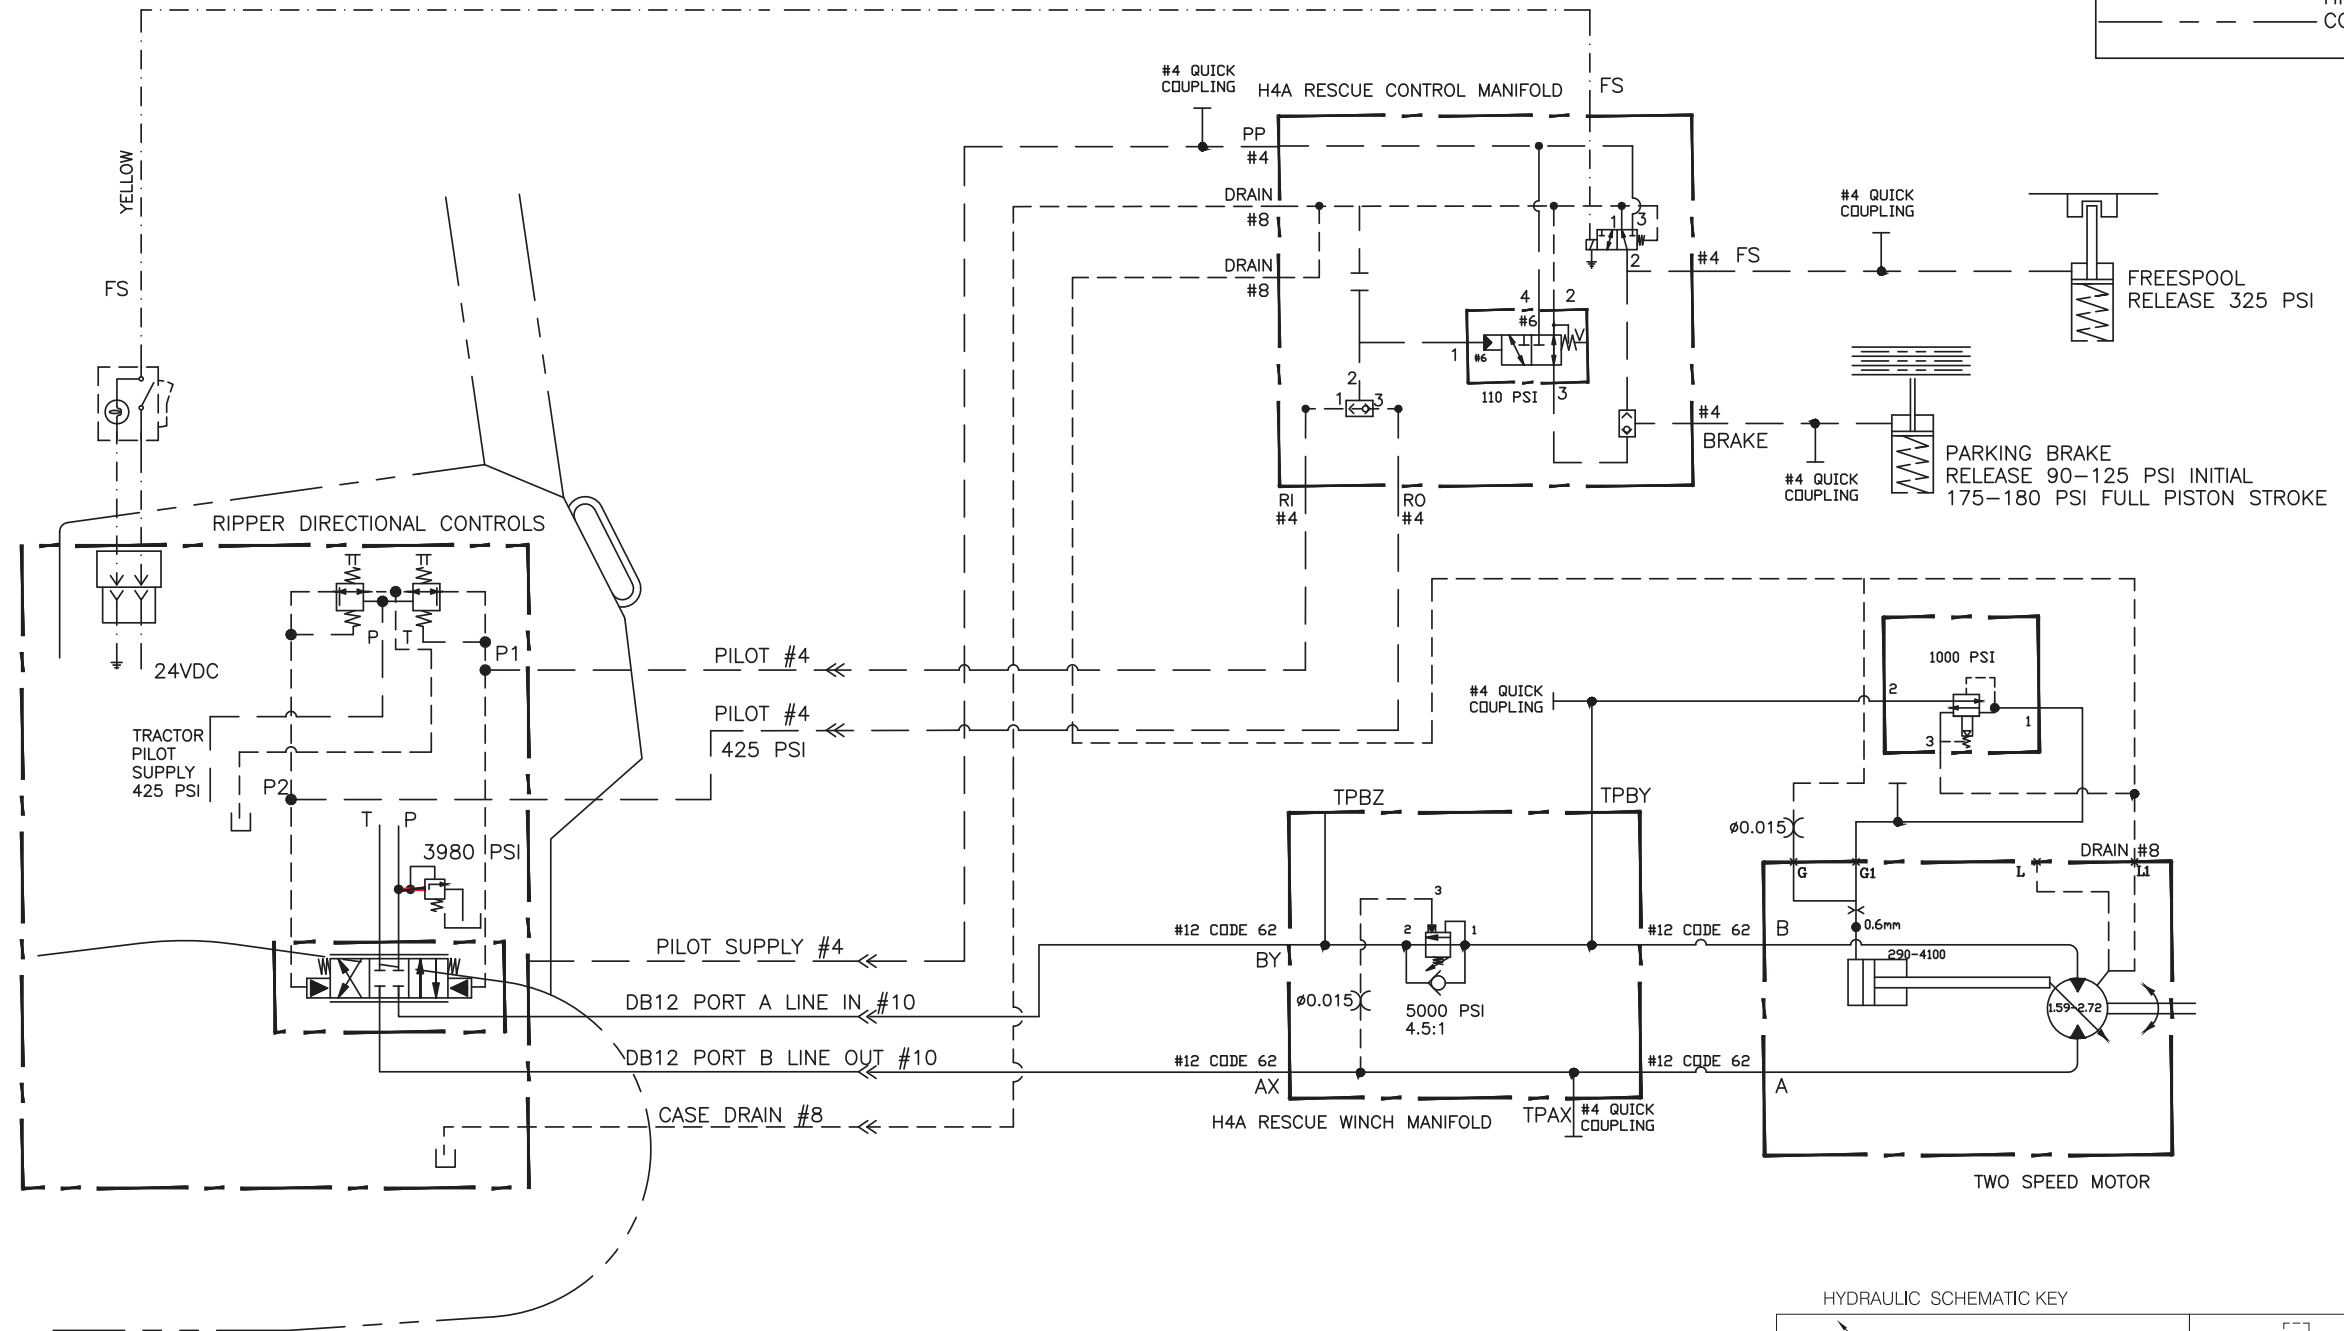 CO
#4 QUICK
COUPLING
H4A RESCUE CONTROL MANIFOLD
FS
PP
#4
YELLOW
DRAIN
#8
1
3
#4 QUICK
COUPLING
DRAIN
#8
2
#4 FS
FREESPOOL
RELEASE 325 PSI
FS
4
2
#6
V
1
#6
110 PSI
3
2
1
3
#4
BRAKE
PARKING BRAKE
RELEASE 90-125 PSI INITIAL
175-180 PSI FULL PISTON STROKE
#4 QUICK
COUPLING
RI
#4
RO
#4
RIPPER DIRECTIONAL CONTROLS
P
T
P1
24VDC
PILOT #4
PILOT #4
425 PSI
TRACTOR
PILOT
SUPPLY
425 PSI
P2
T
P
3980 PSI
#4 QUICK
COUPLING
1000 PSI
2
1
3
TPBZ
TPBY
ø0.015
DRAIN #8
G
G1
L
L1
3
2
1
#12 CODE 62
BY
#12 CODE 62
B
0.6mm
290-4100
PILOT SUPPLY #4
DB12 PORT A LINE IN #10
ø0.015
5000 PSI
4.5:1
1.59-2.72
DB12 PORT B LINE OUT #10
#12 CODE 62
AX
#12 CODE 62
A
CASE DRAIN #8
H4A RESCUE WINCH MANIFOLD
TPAX
#4 QUICK
COUPLING
TWO SPEED MOTOR
HYDRAULIC SCHEMATIC KEY